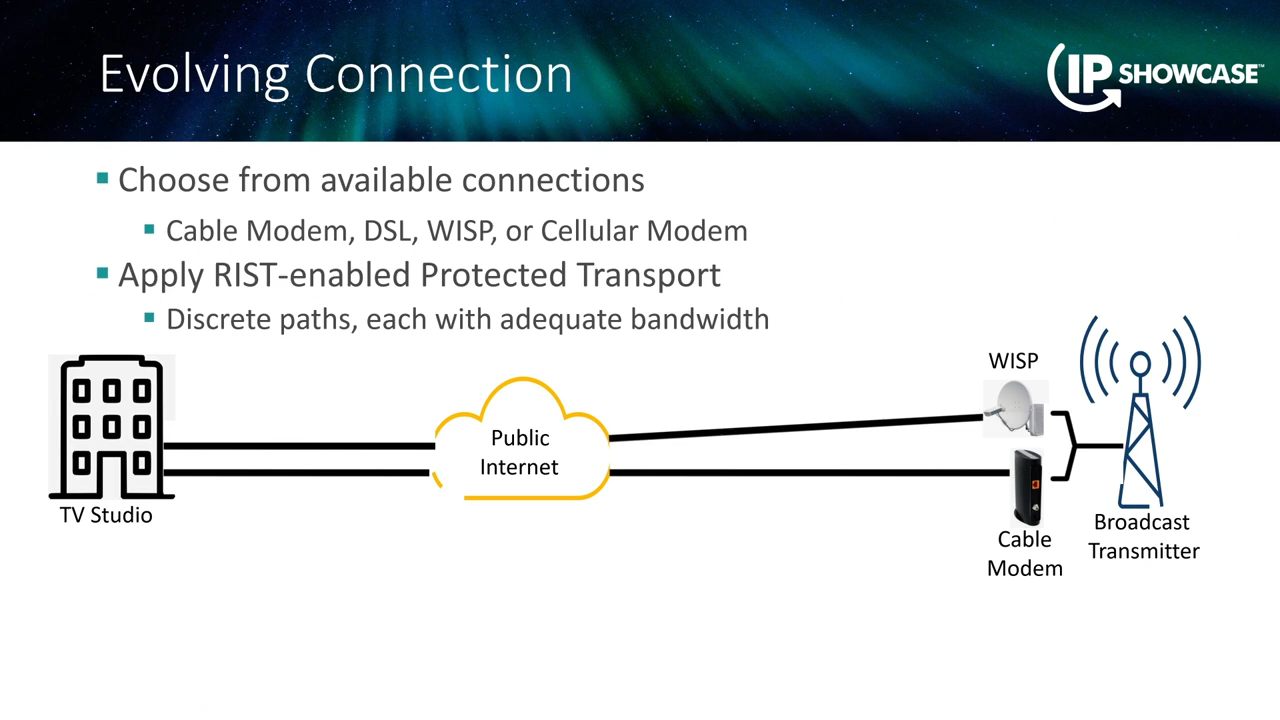 Evolving Connection
IP SHOWCASE™
Choose from available connections
Cable Modem, DSL, WISP, or Cellular Modem
Apply RIST-enabled Protected Transport
Discrete paths, each with adequate bandwidth
WISP
Public
Internet
TV Studio
Cable
Modem
Broadcast
Transmitter